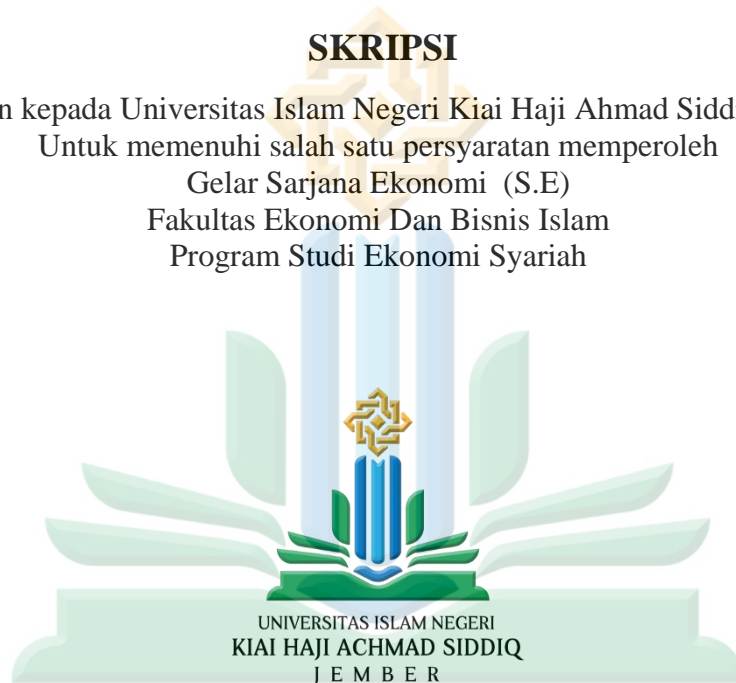 SKRIPSI
kepada Universitas Islam Negeri Kiai Haji Ahmad
Untuk memenuhi salah satu persyaratan memperoleh
Gelar Sarjana Ekonomi (S.E)
Fakultas Ekonomi Dan Bisnis Islam
Program Studi Ekonomi Syariah
UNIVERSITAS ISLAM NEGERI
KIAI HAJI ACHMAD SIDDIQ
JEMBER